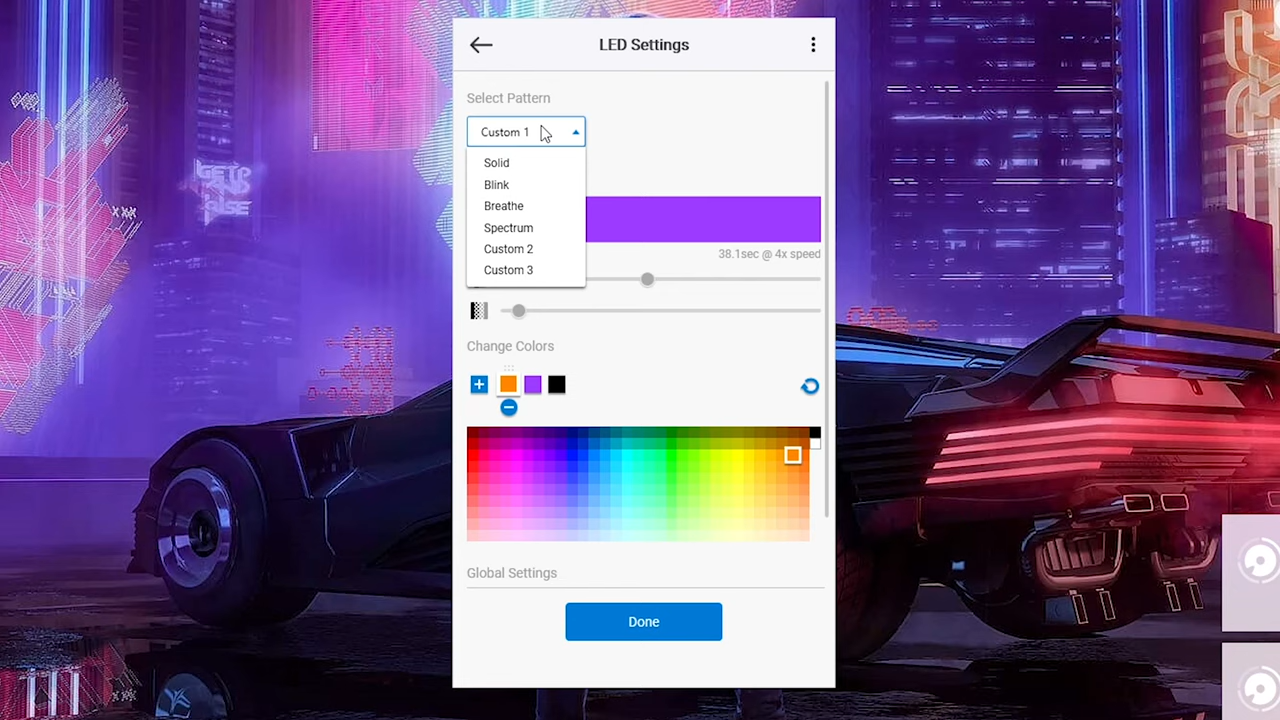 LED Settings
Select Pattern
Custom 1
Solid
Blink
Breathe
Spectrum
Custom 2
Custom 3
38.1sec @ 4x speed
Change Colors
Global Settings
Done